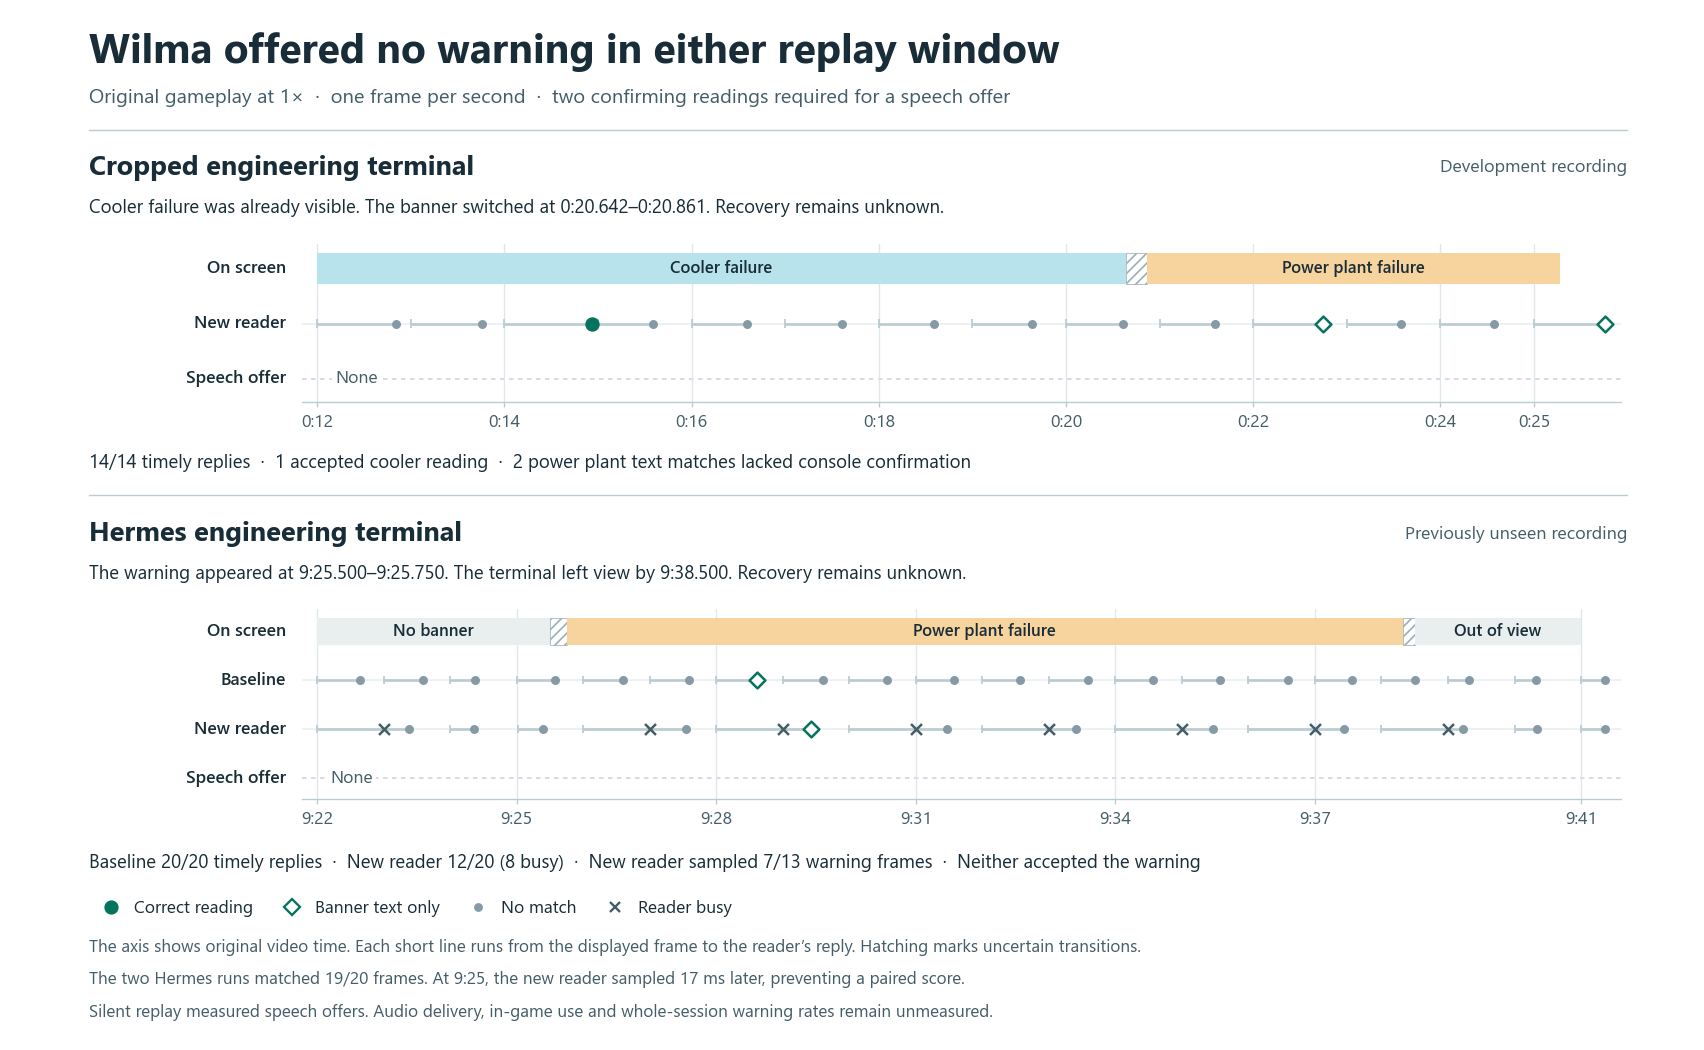 Wilma offered no warning in either replay window
Original gameplay at 1× · one frame per second · two confirming readings required for a speech offer
Cropped engineering terminal
Development recording
Cooler failure was already visible. The banner switched at 0:20.642–0:20.861. Recovery remains unknown.
On screen
Cooler failure
Power plant failure
New reader
Speech offer
None
0:12 0:14 0:16 0:18 0:20 0:22 0:24 0:25
14/14 timely replies · 1 accepted cooler reading · 2 power plant text matches lacked console confirmation
Hermes engineering terminal
Previously unseen recording
The warning appeared at 9:25.500–9:25.750. The terminal left view by 9:38.500. Recovery remains unknown.
On screen
No banner
Power plant failure
Out of view
Baseline
New reader
Speech offer
None
9:22 9:25 9:28 9:31 9:34 9:37 9:41
Baseline 20/20 timely replies · New reader 12/20 (8 busy) · New reader sampled 7/13 warning frames · Neither accepted the warning
Correct reading Banner text only No match Reader busy
The axis shows original video time. Each short line runs from the displayed frame to the reader’s reply. Hatching marks uncertain transitions.
The two Hermes runs matched 19/20 frames. At 9:25, the new reader sampled 17 ms later, preventing a paired score.
Silent replay measured speech offers. Audio delivery, in-game use and whole-session warning rates remain unmeasured.